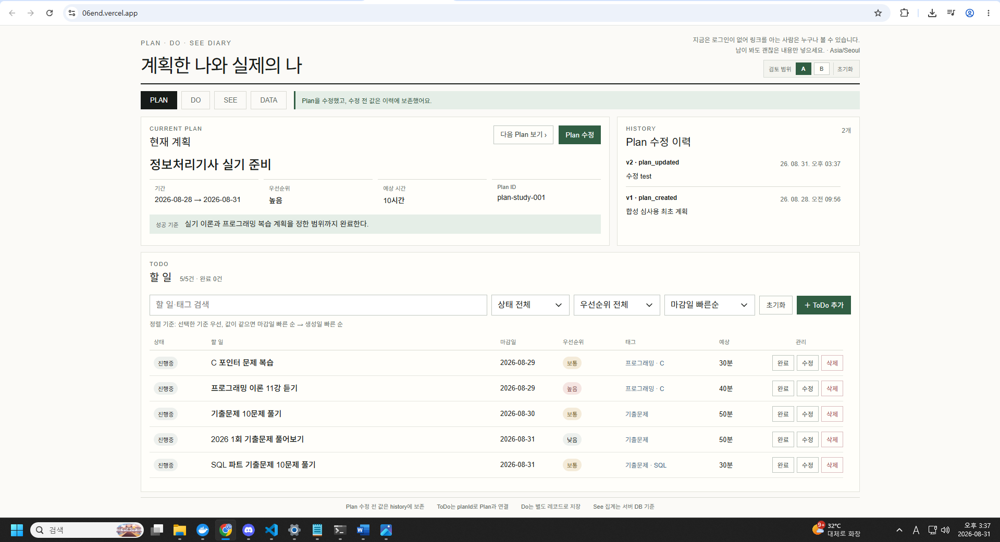 06end.vercel.app
PLAN · DO · SEE DIARY
계획한 나와 실제의 나
지금은 로그인이 없어 링크를 아는 사람은 누구나 볼 수 있습니다.
남이 봐도 괜찮은 내용만 넣으세요. · Asia/Seoul
검토 범위 A B 초기화
PLAN DO SEE DATA
Plan을 수정했고, 수정 전 값은 이력에 보존했어요.
CURRENT PLAN
현재 계획
다음 Plan 보기 ›
Plan 수정
정보처리기사 실기 준비
기간 우선순위 예상 시간 Plan ID
2026-08-28 → 2026-08-31 높음 10시간 plan-study-001
성공 기준 실기 이론과 프로그래밍 복습 계획을 정한 범위까지 완료한다.
HISTORY
Plan 수정 이력
2개
v2 · plan_updated 26. 08. 31. 오후 03:37
수정 test
v1 · plan_created 26. 08. 28. 오전 09:56
합성 심사용 최초 계획
TODO
할 일 5/5건 · 완료 0건
할 일·태그 검색 상태 전체 우선순위 전체 마감일 빠른순 초기화 + ToDo 추가
정렬 기준: 선택한 기준 우선, 값이 같으면 마감일 빠른 순 → 생성일 빠른 순
상태 할 일 마감일 우선순위 태그 예상 관리
진행중 C 포인터 문제 복습 2026-08-29 보통 프로그래밍 · C 30분 완료 수정 삭제
진행중 프로그래밍 이론 11강 듣기 2026-08-29 높음 프로그래밍 · C 40분 완료 수정 삭제
진행중 기출문제 10문제 풀기 2026-08-30 보통 기출문제 50분 완료 수정 삭제
진행중 2026 1회 기출문제 풀어보기 2026-08-31 낮음 기출문제 50분 완료 수정 삭제
진행중 SQL 파트 기출문제 10문제 풀기 2026-08-31 보통 기출문제 · SQL 30분 완료 수정 삭제
Plan 수정 전 값은 history에 보존 ToDo는 planId로 Plan과 연결 Do는 별도 레코드로 저장 See 집계는 서버 DB 기준
검색
9+
32°C
대체로 화창
A
오후 3:37
2026-08-31